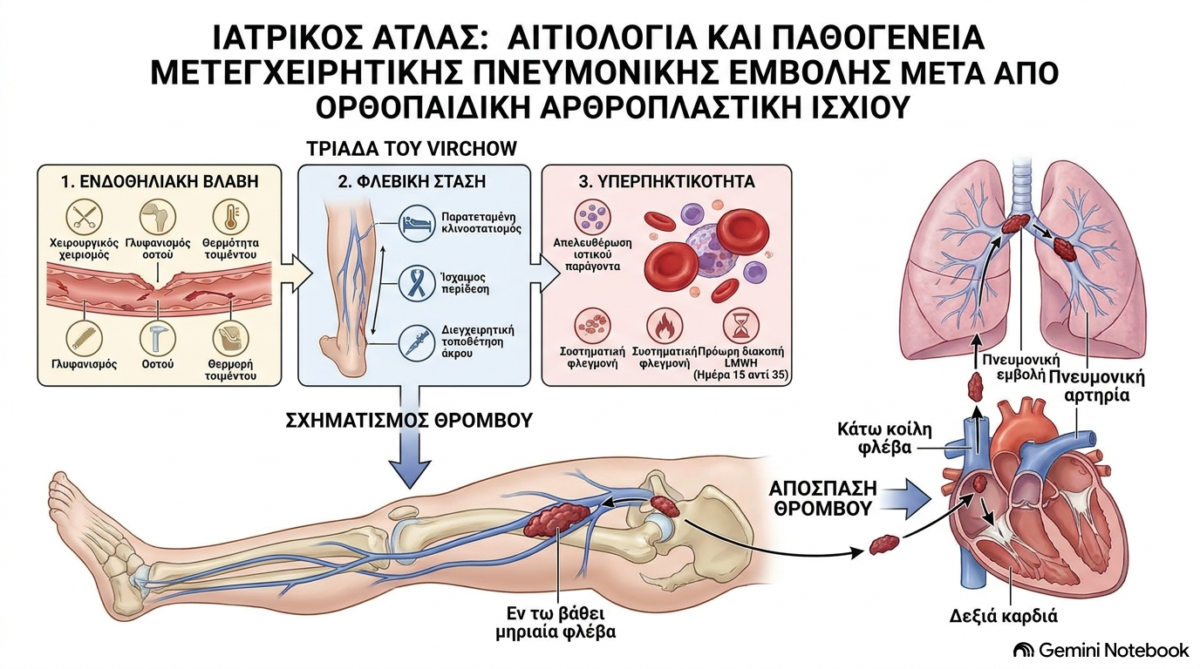 ΙΑΤΡΙΚΟΣ ΑΤΛΑΣ: ΑΙΤΙΟΛΟΓΙΑ ΚΑΙ ΠΑΘΟΓΕΝΕΙΑ
ΜΕΤΕΓΧΕΙΡΗΤΙΚΗΣ ΠΝΕΥΜΟΝΙΚΗΣ ΕΜΒΟΛΗΣ ΜΕΤΑ ΑΠΟ
ΟΡΘΟΠΑΙΔΙΚΗ ΑΡΘΡΟΠΛΑΣΤΙΚΗ ΙΣΧΙΟΥ
ΤΡΙΑΔΑ ΤΟΥ VIRCHOW
1. ΕΝΔΟΘΗΛΙΑΚΗ ΒΛΑΒΗ
Χειρουργικός
χειρισμός
Γλυφανισμός
οστού
Θερμότητα
τσιμέντου
Γλυφανισμός
Οστού
Θερμορή
τοιμέντου
2. ΦΛΕΒΙΚΗ ΣΤΑΣΗ
Παρατεταμένη
κλινοστατισμός
Ίσχαιμος
περίδεση
Διεγχειρητική
τοποθέτηση
άκρου
3. ΥΠΕΡΠΗΚΤΙΚΟΤΗΤΑ
Απελευθέρωση
ιστικού
παράγοντα
Σοστηματιαή
φλεγμονή
Συοτηματιαή
φλεγμονή
Πρόωρη διακοπή
LMWH
(Ημέρα 15 αντί 35)
ΣΧΗΜΑΤΙΣΜΟΣ ΘΡΟΜΒΟΥ
Εν τω βάθει
μηριαία φλέβα
ΑΠΟΣΠΑΣΗ
ΘΡΟΜΒΟΥ
Πνευμονική
εμβολή
Πνευμονική
αρτηρία
Κάτω κοίλη
φλέβα
Δεξιά καρδιά
Gemini Notebook